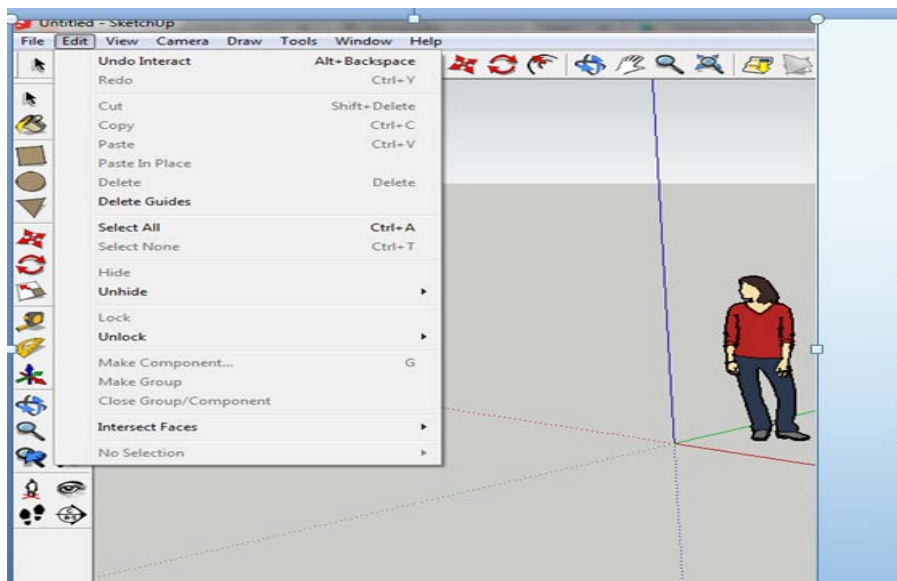 Untitled - SketchUp
File Edit View Camera Draw Tools Window Help
Undo Interact Alt+Backspace
Redo Ctrl+Y
Cut Shift+Delete
Copy Ctrl+C
Paste Ctrl+V
Paste In Place
Delete Delete
Delete Guides
Select All Ctrl+A
Select None Ctrl+T
Hide
Unhide
Lock
Unlock
Make Component... G
Make Group
Close Group/Component
Intersect Faces
No Selection